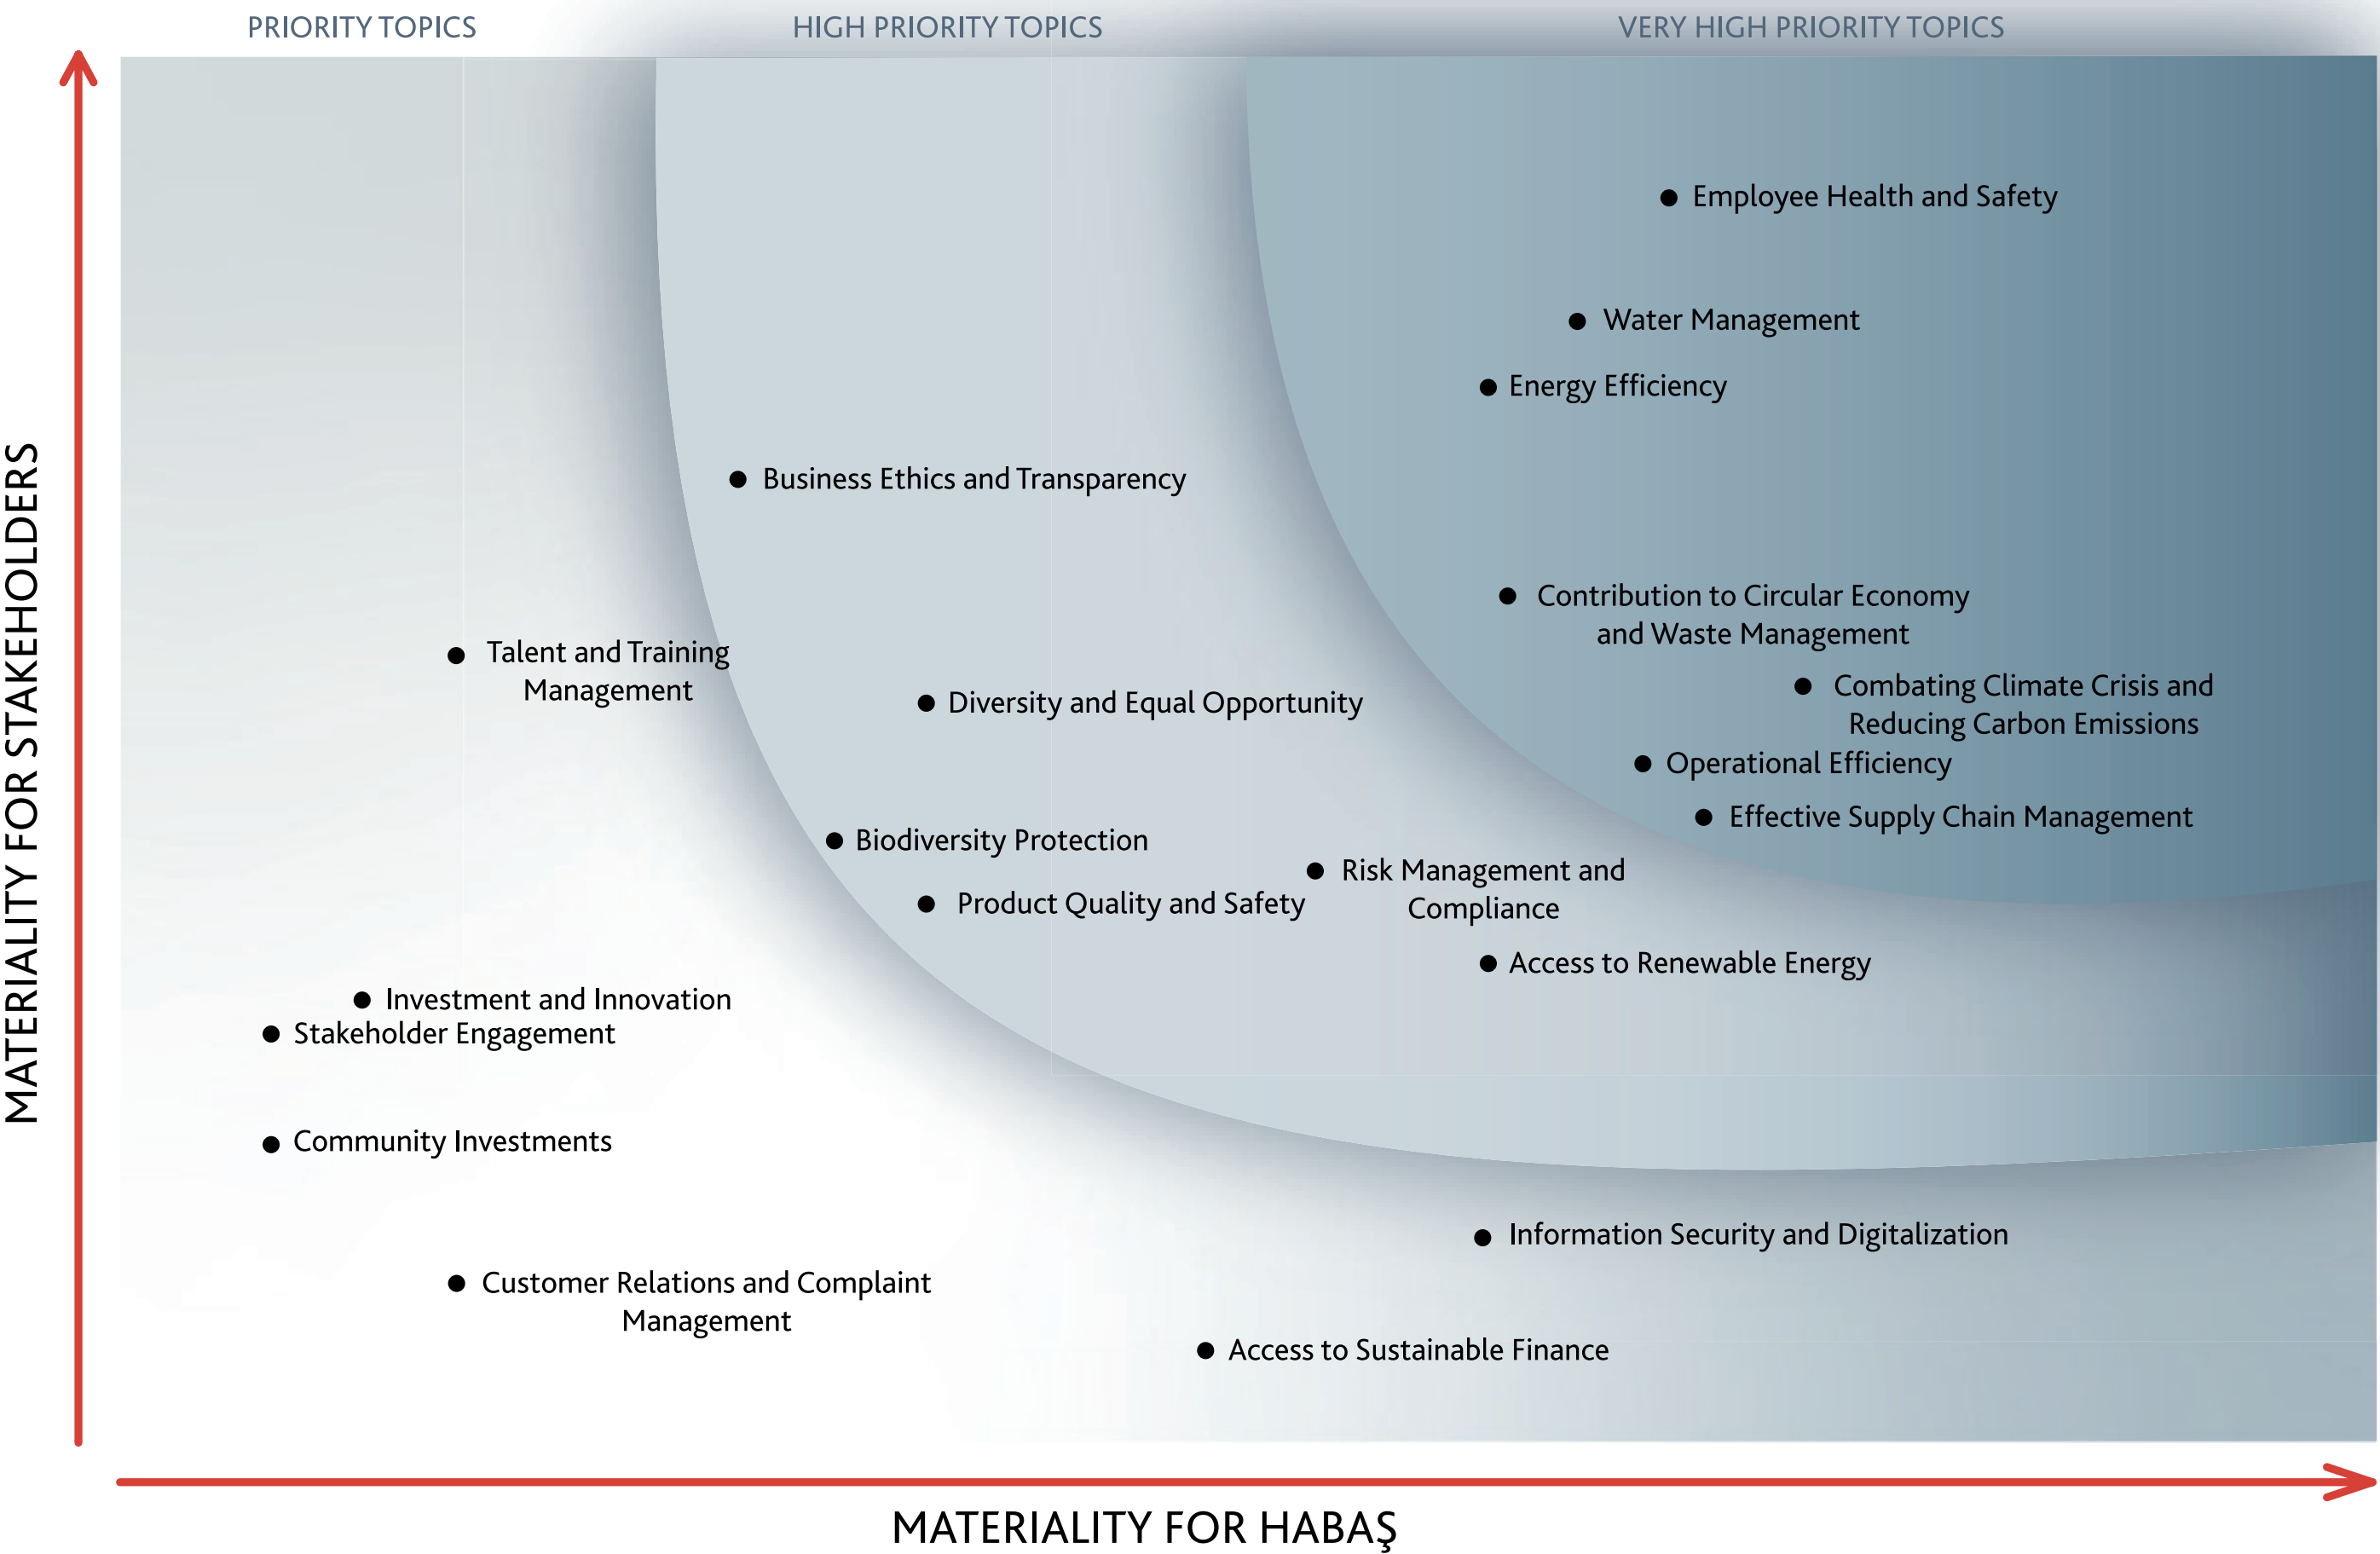 PRIORITY TOPICS
HIGH PRIORITY TOPICS
VERY HIGH PRIORITY TOPICS
MATERIALITY FOR STAKEHOLDERS
Employee Health and Safety
Water Management
Energy Efficiency
Business Ethics and Transparency
Contribution to Circular Economy
and Waste Management
Talent and Training
Management
Combating Climate Crisis and
Reducing Carbon Emissions
Diversity and Equal Opportunity
Operational Efficiency
Effective Supply Chain Management
Biodiversity Protection
Risk Management and
Compliance
Product Quality and Safety
Access to Renewable Energy
Investment and Innovation
Stakeholder Engagement
Community Investments
Information Security and Digitalization
Customer Relations and Complaint
Management
Access to Sustainable Finance
MATERIALITY FOR HABAŞ